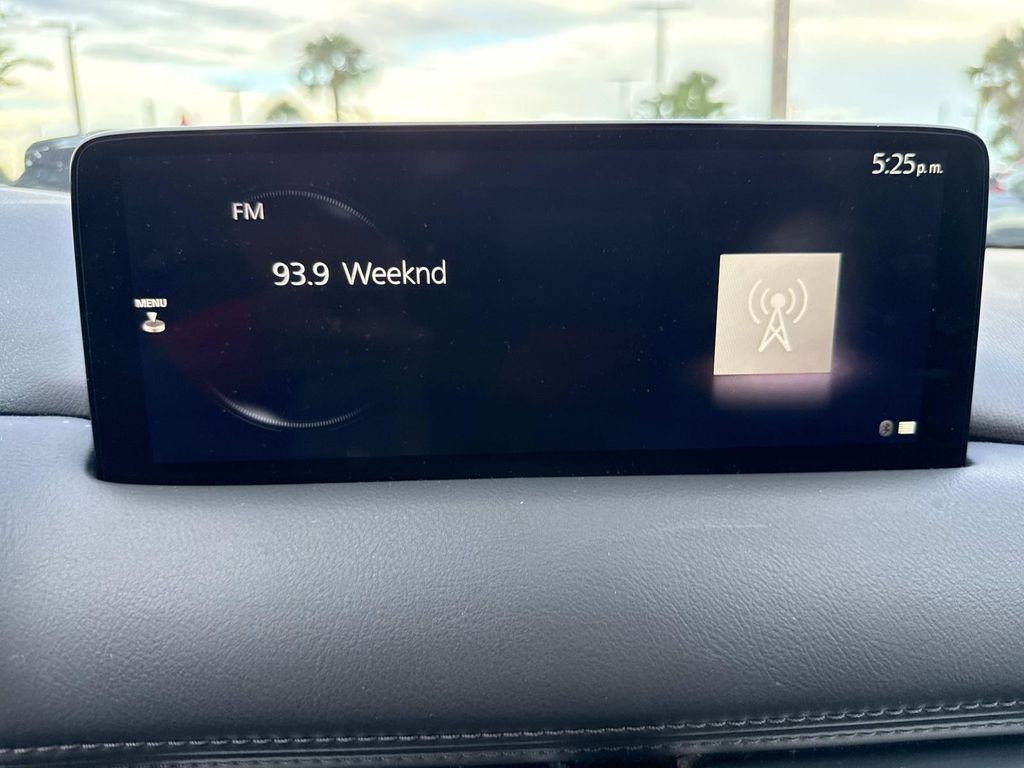 5:25 p.m.
FM
93.9 Weeknd
MENU